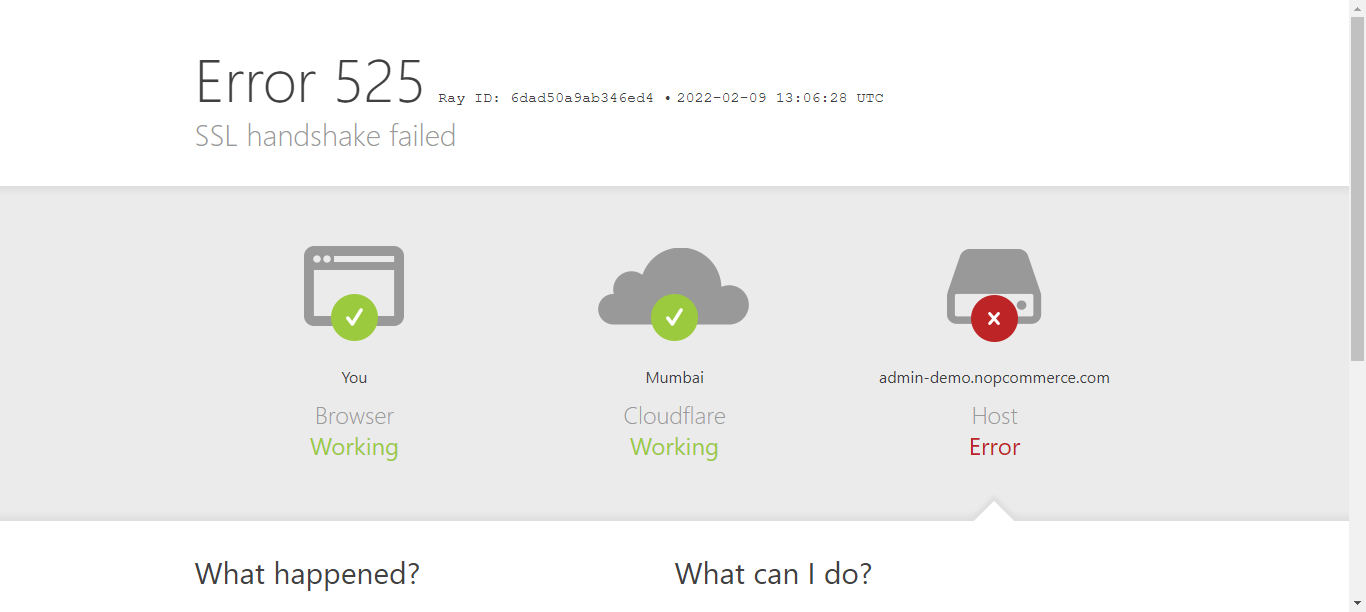 Error 525 Ray ID: 6dad50a9ab346ed4 • 2022-02-09 13:06:28 UTC
SSL handshake failed
You
Browser
Working
Mumbai
Cloudflare
Working
admin-demo.nopcommerce.com
Host
Error
What happened?
What can I do?